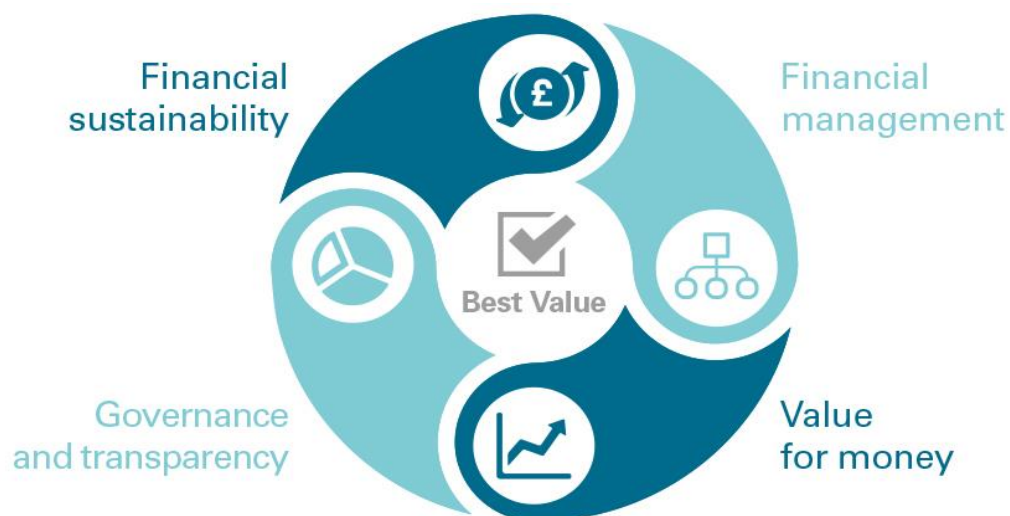 Financial
sustainability
Financial
management
£
Best Value
Governance
and transparency
Value
for money